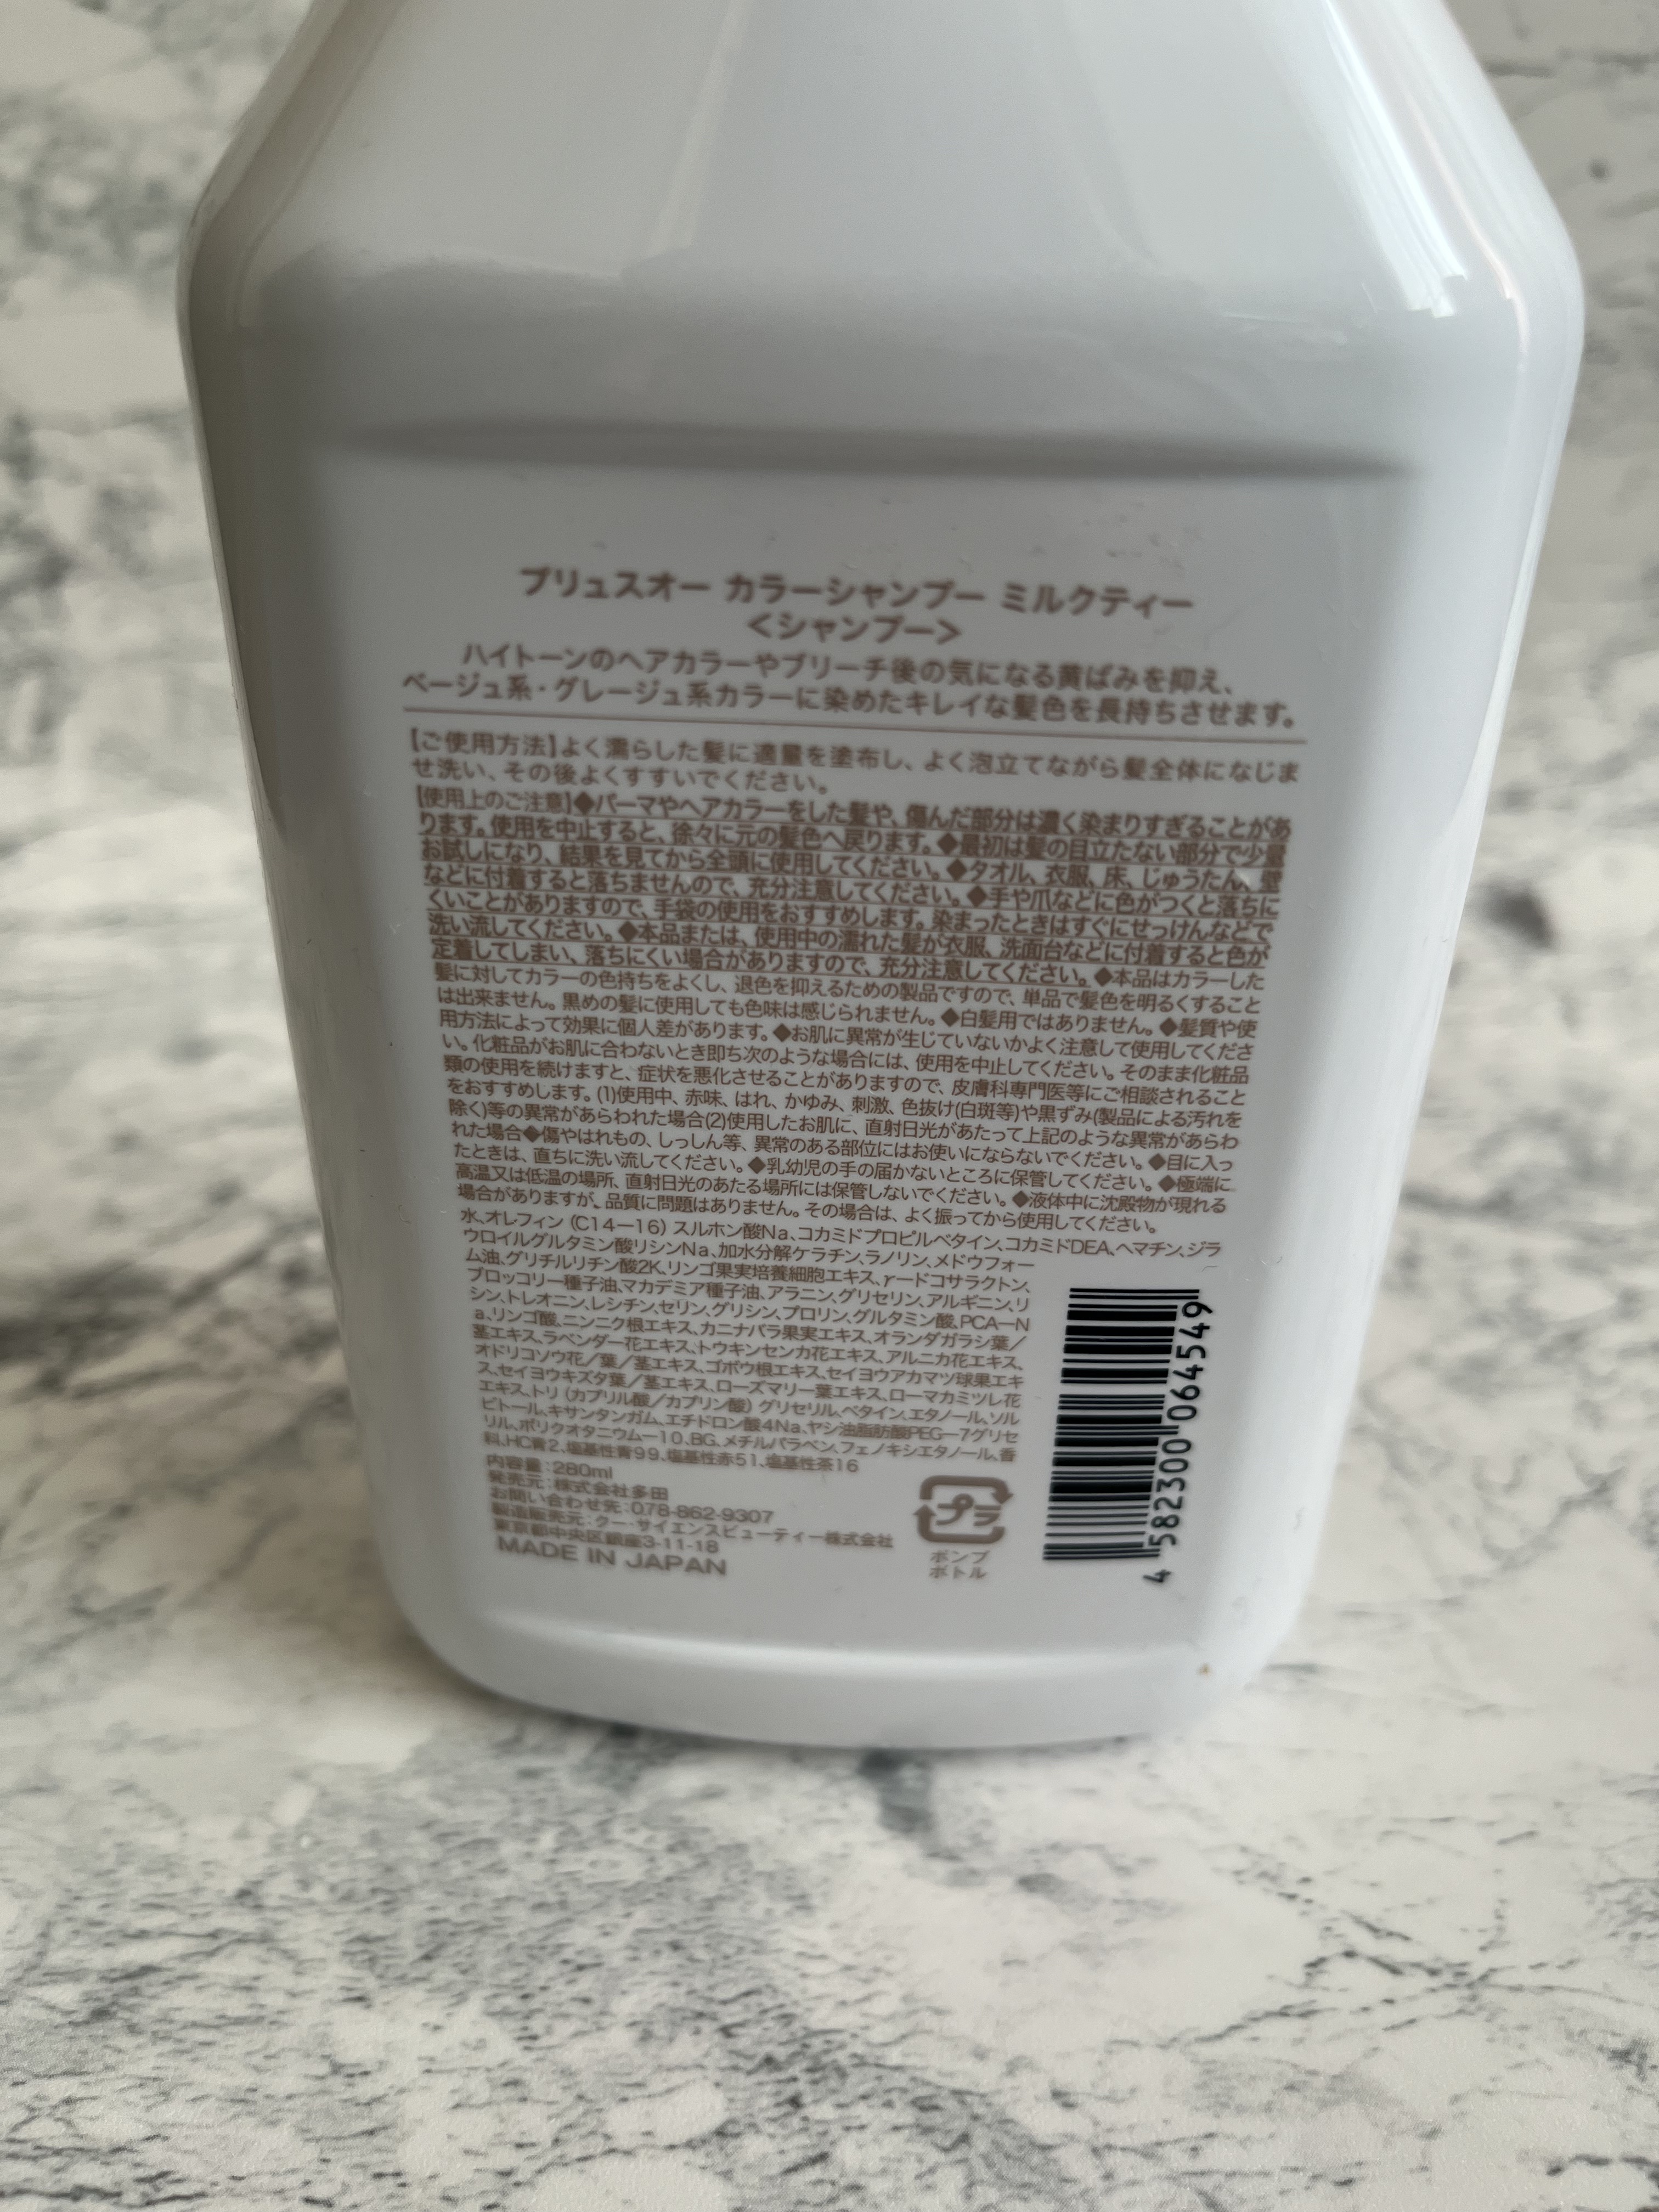 プリュスオー カラーシャンプー ミルクティー
<シャンプー>
ハイトーンのヘアカラーやブリーチ後の気になる黄ばみを抑え、
ベージュ系・グレージュ系カラーに染めたキレイな髪色を長持ちさせます。
【ご使用方法】よく濡らした髪に適量を塗布し、よく泡立てながら髪全体になじま
せ洗い、その後よくすすいでください。
【使用上のご注意】◆パーマやヘアカラーをした髪や、傷んだ部分は濃く染まりすぎることがあ
ります。使用を中止すると、徐々に元の髪色へ戻ります。◆最初は髪の目立たない部分で少量
お試しになり、結果を見てから全頭に使用してください。◆タオル、衣服、床、じゅうたん、壁
などに付着すると落ちませんので、充分注意してください。◆手や爪などに色がつくと落ちに
くいことがありますので、手袋の使用をおすすめします。染まったときはすぐにせっけんなどで
洗い流してください。◆本品または、使用中の濡れた髪が衣服、洗面台などに付着すると色が
定着してしまい、落ちにくい場合がありますので、充分注意してください。◆本品はカラーした
髪に対してカラーの色持ちをよくし、退色を抑えるための製品ですので、単品で髪色を明るくすること
は出来ません。黒めの髪に使用しても色味は感じられません。◆白髪用ではありません。◆髪質や使
用方法によって効果に個人差があります。◆お肌に異常が生じていないかよく注意して使用してくださ
い。化粧品がお肌に合わないとき即ち次のような場合には、使用を中止してください。そのまま化粧品
類の使用を続けますと、症状を悪化させることがありますので、皮膚科専門医等にご相談されること
をおすすめします。(1)使用中、赤味、はれ、かゆみ、刺激、色抜け(白斑等)や黒ずみ(製品による汚れを
除く)等の異常があらわれた場合(2)使用したお肌に、直射日光があたって上記のような異常があらわ
れた場合◆傷やはれもの、しっしん等、異常のある部位にはお使いにならないでください。◆目に入っ
たときは、直ちに洗い流してください。◆乳幼児の手の届かないところに保管してください。◆極端に
高温又は低温の場所、直射日光のあたる場所には保管しないでください。◆液体中に沈殿物が現れる
場合がありますが、品質に問題はありません。その場合は、よく振ってから使用してください。
水、オレフィン（C14ー16）スルホン酸Na、コカミドプロピルベタイン、コカミドDEA、ヘマチン、ジラ
ウロイルグルタミン酸リシンNa、加水分解ケラチン、ラノリン、メドウフォー
ム油、グリチルリチン酸2K、リンゴ果実培養細胞エキス、γードコサラクトン、
ブロッコリー種子油、マカデミア種子油、アラニン、グリセリン、アルギニン、リ
シン、トレオニン、レシチン、セリン、グリシン、プロリン、グルタミン酸、PCAーN
a、リンゴ酸、ニンニク根エキス、カニナバラ果実エキス、オランダガラシ葉／
茎エキス、ラベンダー花エキス、トウキンセンカ花エキス、アルニカ花エキス、
オドリコソウ花／葉／茎エキス、ゴボウ根エキス、セイヨウアカマツ球果エキ
ス、セイヨウキズタ葉／茎エキス、ローズマリー葉エキス、ローマカミツレ花
エキス、トリ（カプリル酸／カプリン酸）グリセリル、ベタイン、エタノール、ソル
ビトール、キサンタンガム、エチドロン酸4Na、ヤシ油脂肪酸PEGー7グリセ
リル、ポリクオタニウムー10、BG、メチルパラベン、フェノキシエタノール、香
料、HC青2、塩基性青99、塩基性赤51、塩基性茶16
内容量：280ml
発売元：株式会社多田
お問い合わせ先：078-862-9307
製造販売元：クー・サイエンスビューティー株式会社
東京都中央区銀座3-11-18
MADE IN JAPAN
プラ
ポンプ
ボトル
4 582300 064549